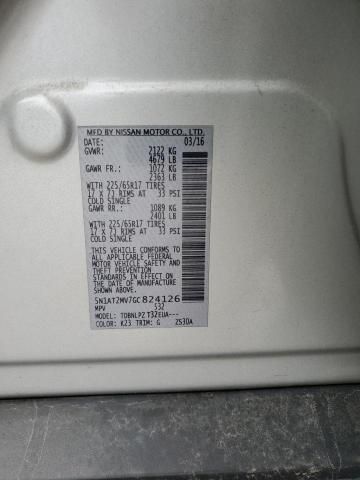 MFD BY NISSAN MOTOR CO., LTD.
DATE: 03/16
GVWR: 2122 KG
4679 LB
GAWR FR: 1072 KG
2363 LB
WITH 225/65R17 TIRES
17 X 7J RIMS AT 33 PSI
COLD SINGLE
GAWR RR: 1089 KG
2401 LB
WITH 225/65R17 TIRES
17 X 7J RIMS AT 33 PSI
COLD SINGLE
THIS VEHICLE CONFORMS TO
ALL APPLICABLE FEDERAL
MOTOR VEHICLE SAFETY
AND THEFT PREVENTION
STANDARDS IN EFFECT ON
THE DATE OF MANUFACTURE
SHOWN ABOVE.
5N1AT2MV7GC824126
MPV 532
MODEL: TDBNLPZ T32EUA---
COLOR: K23 TRIM: G 2S30A